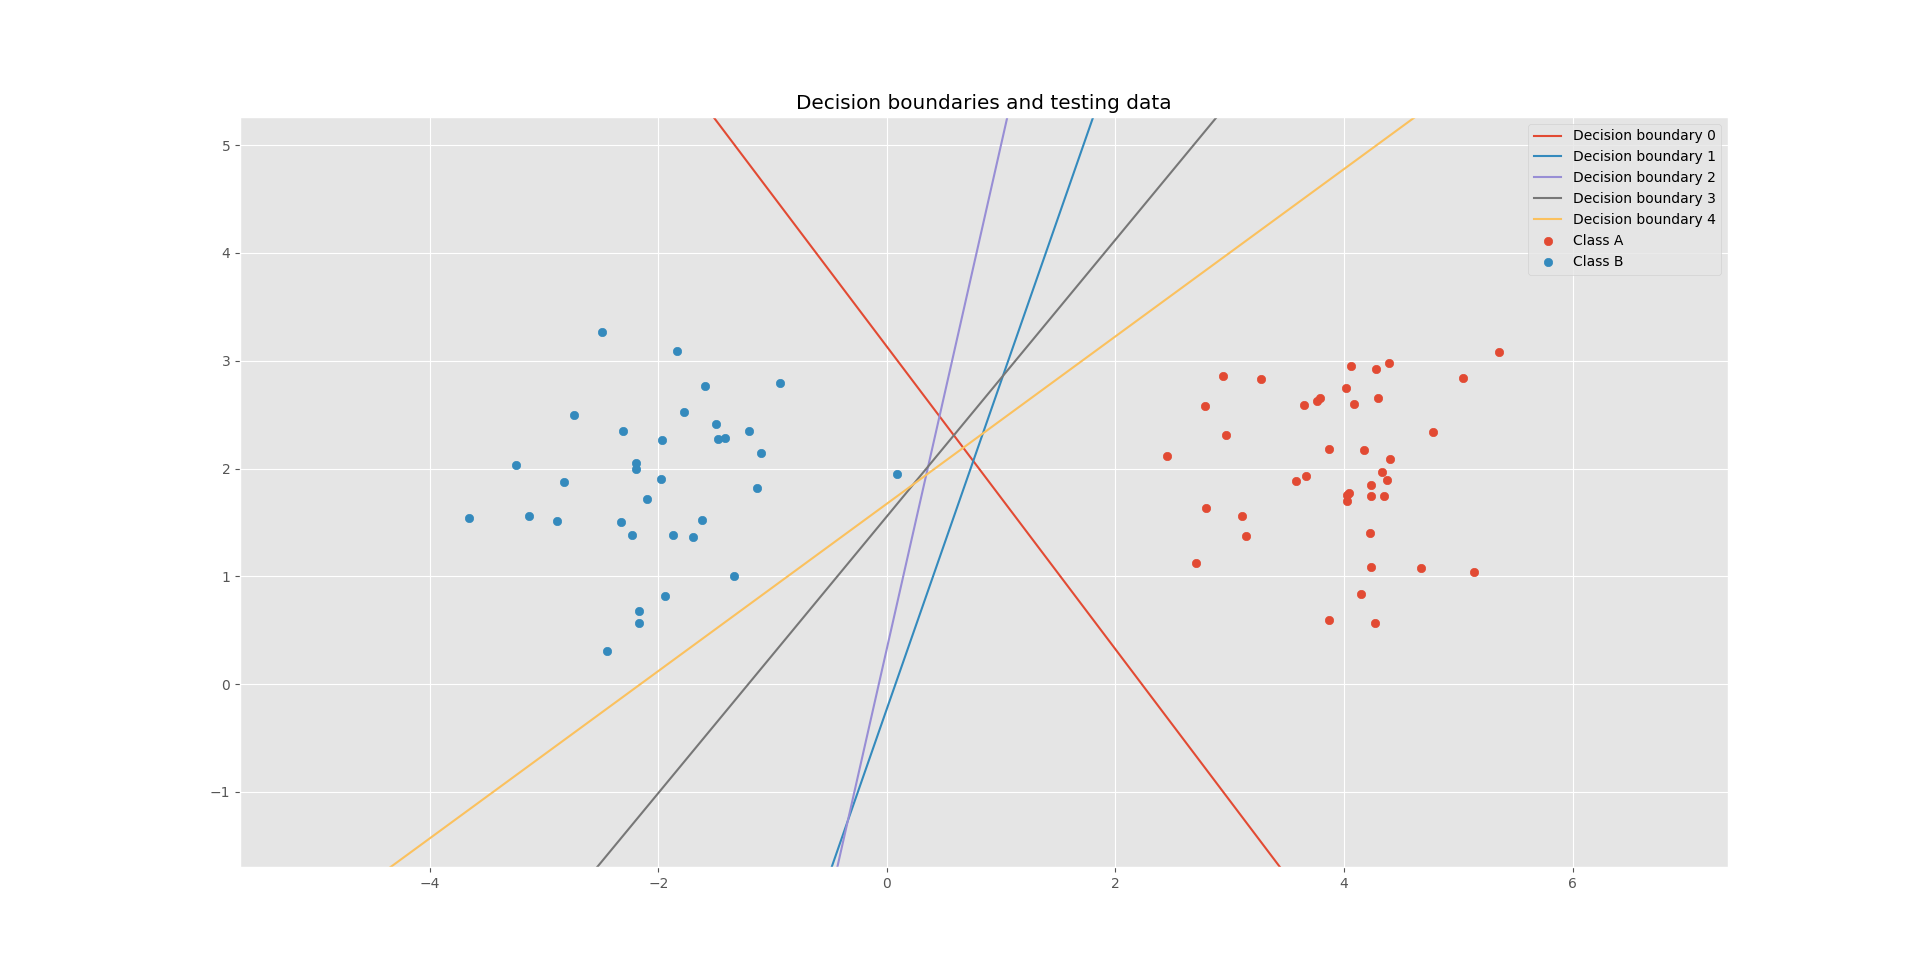 Decision boundaries and testing data
Decision boundary 0
Decision boundary 1
Decision boundary 2
Decision boundary 3
Decision boundary 4
Class A
Class B
5
4
3
2
1
0
−1
−4
−2
0
2
4
6